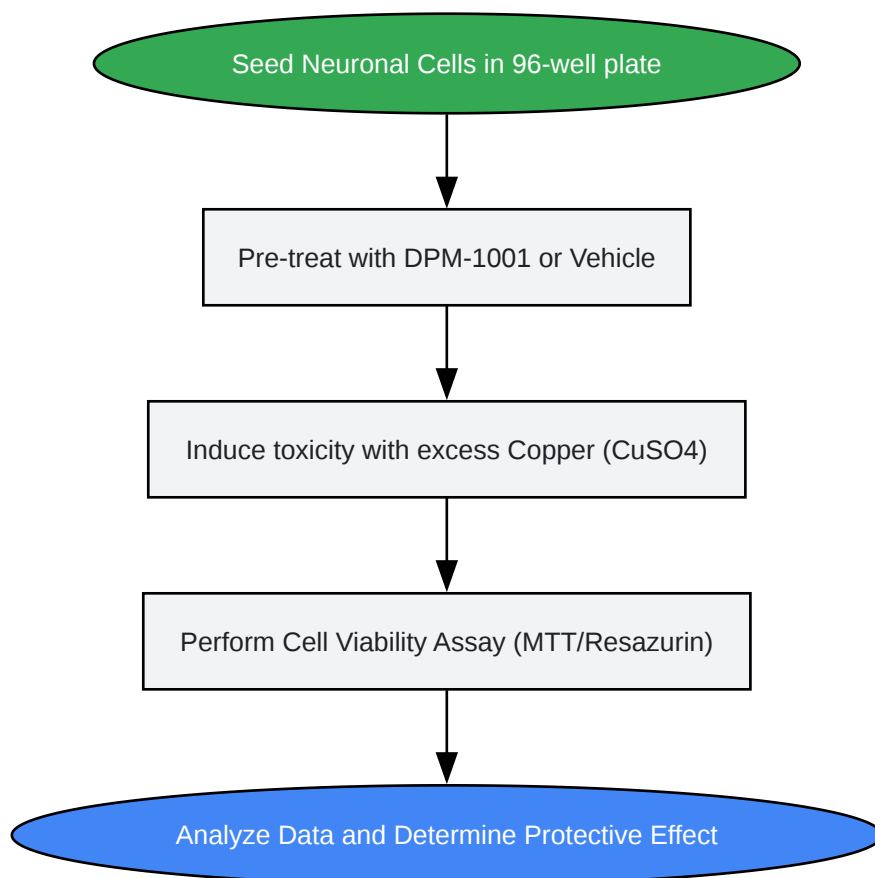 Seed Neuronal Cells in 96-well plate
Pre-treat with DPM-1001 or Vehicle
Induce toxicity with excess Copper (CuSO4)
Perform Cell Viability Assay (MTT/Resazurin)
Analyze Data and Determine Protective Effect